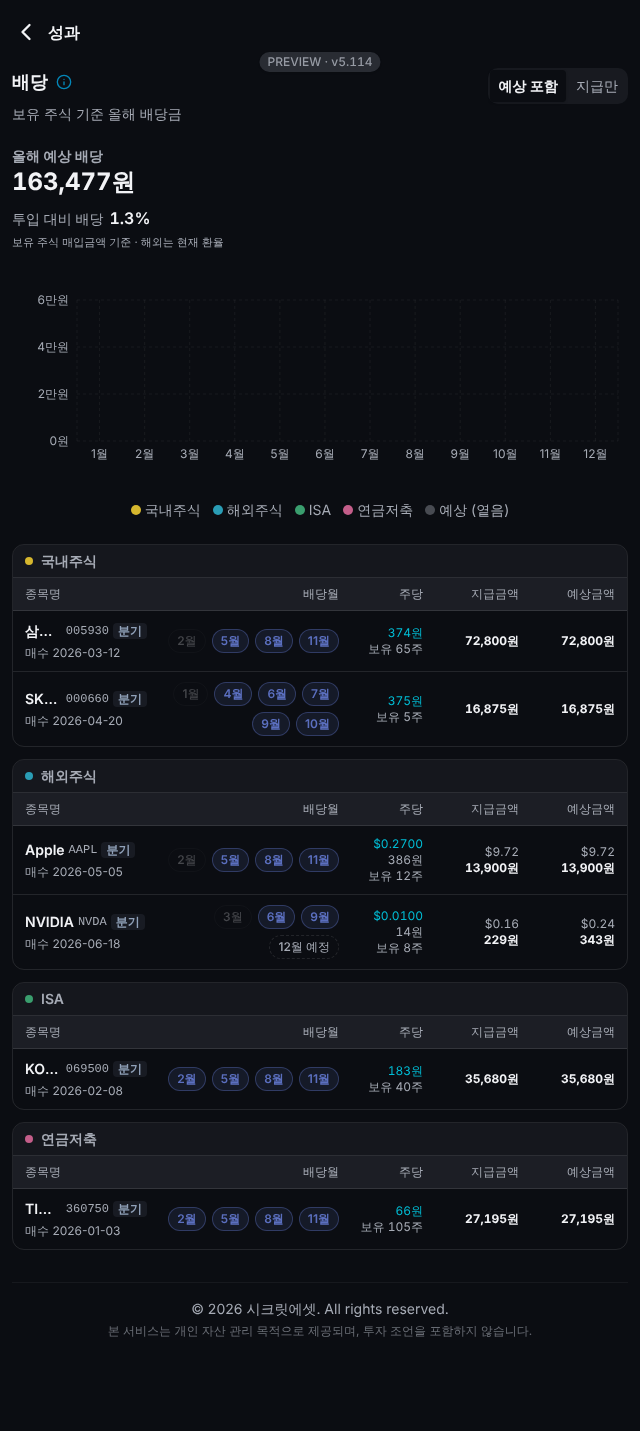 성과
PREVIEW · v5.114
배당
예상 포함 지급만
보유 주식 기준 올해 배당금
올해 예상 배당
163,477원
투입 대비 배당 1.3%
보유 주식 매입금액 기준 · 해외는 현재 환율
6만원
4만원
2만원
0원
1월 2월 3월 4월 5월 6월 7월 8월 9월 10월 11월 12월
국내주식 해외주식 ISA 연금저축 예상 (옅음)
국내주식
종목명 배당월 주당 지급금액 예상금액
삼... 005930 분기 2월 5월 8월 11월 374원 72,800원 72,800원
매수 2026-03-12 보유 65주
SK... 000660 분기 1월 4월 6월 7월 375원 16,875원 16,875원
매수 2026-04-20 9월 10월 보유 5주
해외주식
종목명 배당월 주당 지급금액 예상금액
$0.2700
Apple AAPL 분기 2월 5월 8월 11월 386원 $9.72 $9.72
매수 2026-05-05 보유 12주 13,900원 13,900원
NVIDIA NVDA 분기 3월 6월 9월 $0.0100 $0.16 $0.24
매수 2026-06-18 12월 예정 14원 229원 343원
보유 8주
ISA
종목명 배당월 주당 지급금액 예상금액
KO... 069500 분기 2월 5월 8월 11월 183원 35,680원 35,680원
매수 2026-02-08 보유 40주
연금저축
종목명 배당월 주당 지급금액 예상금액
TI... 360750 분기 2월 5월 8월 11월 66원 27,195원 27,195원
매수 2026-01-03 보유 105주
© 2026 시크릿에셋. All rights reserved.
본 서비스는 개인 자산 관리 목적으로 제공되며, 투자 조언을 포함하지 않습니다.